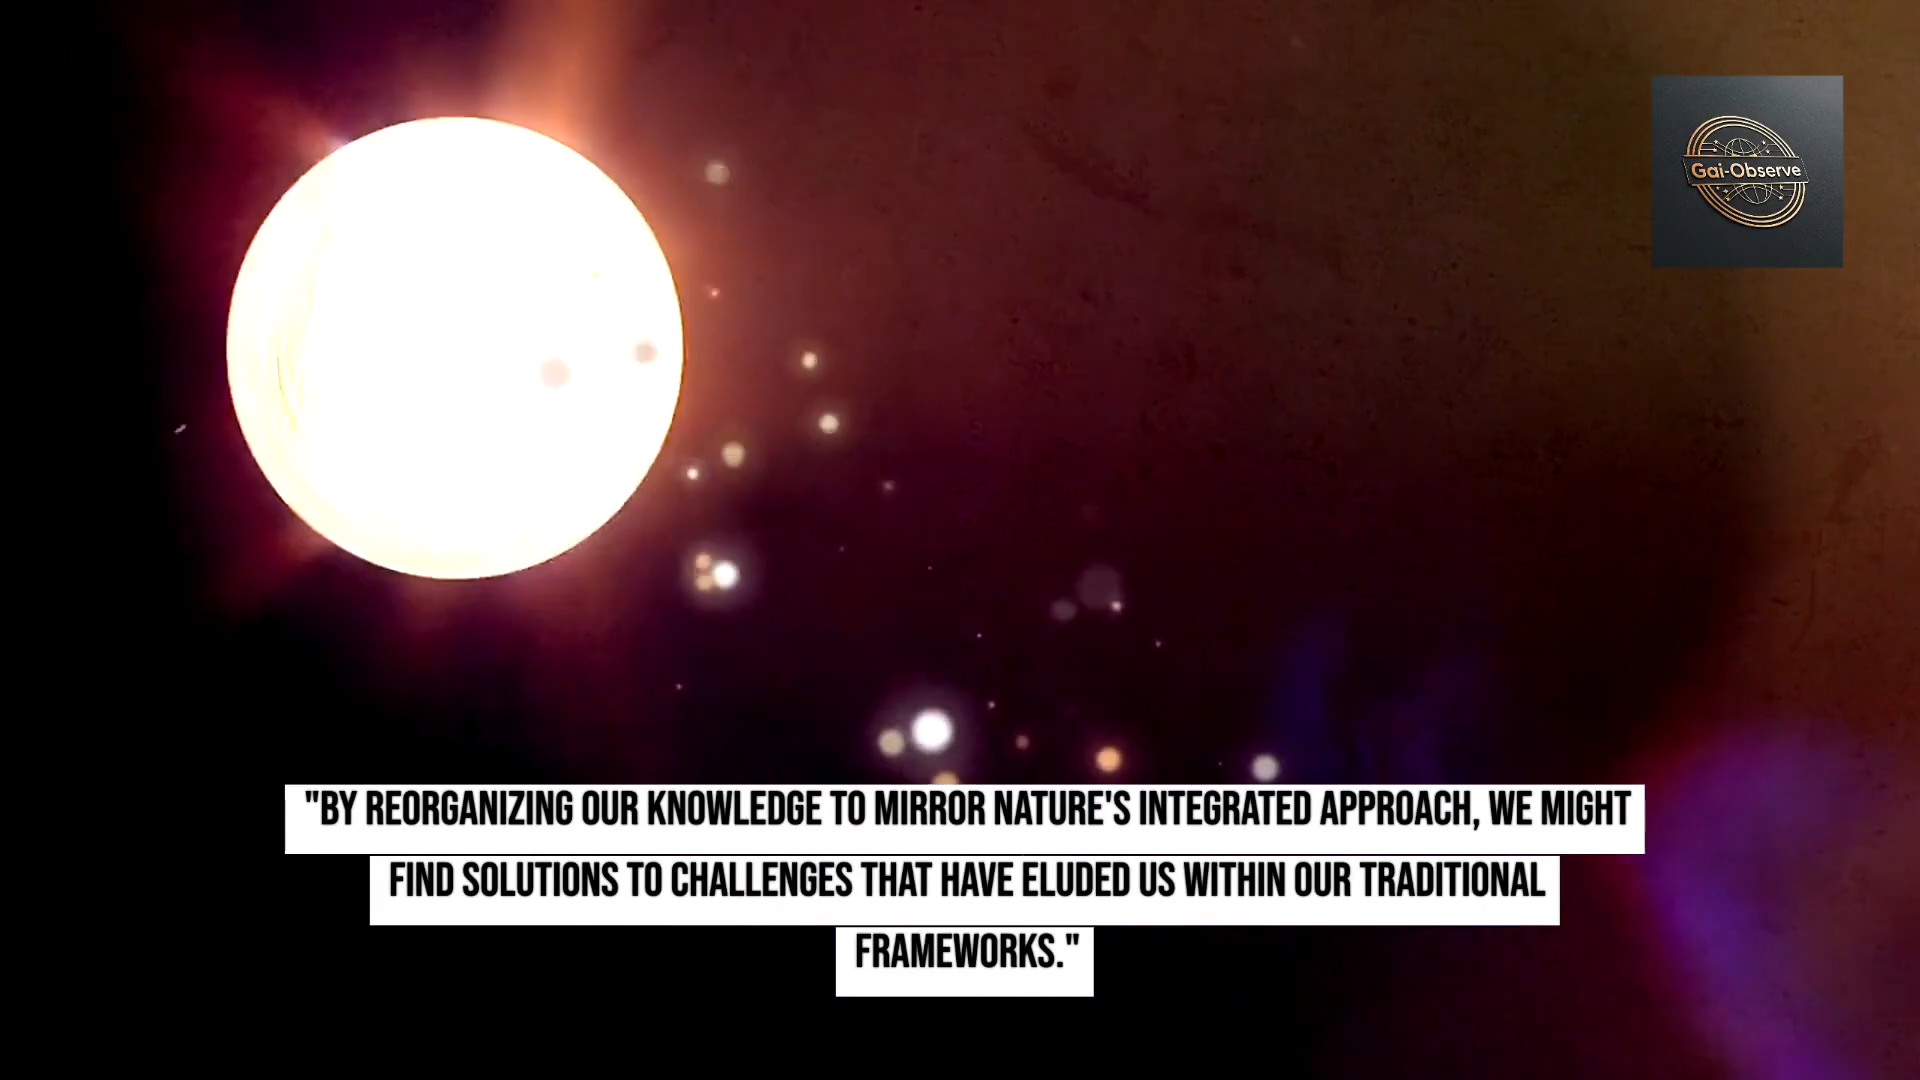 Gai-Observe
"BY REORGANIZING OUR KNOWLEDGE TO MIRROR NATURE'S INTEGRATED APPROACH, WE MIGHT
FIND SOLUTIONS TO CHALLENGES THAT HAVE ELUDED US WITHIN OUR TRADITIONAL
FRAMEWORKS."